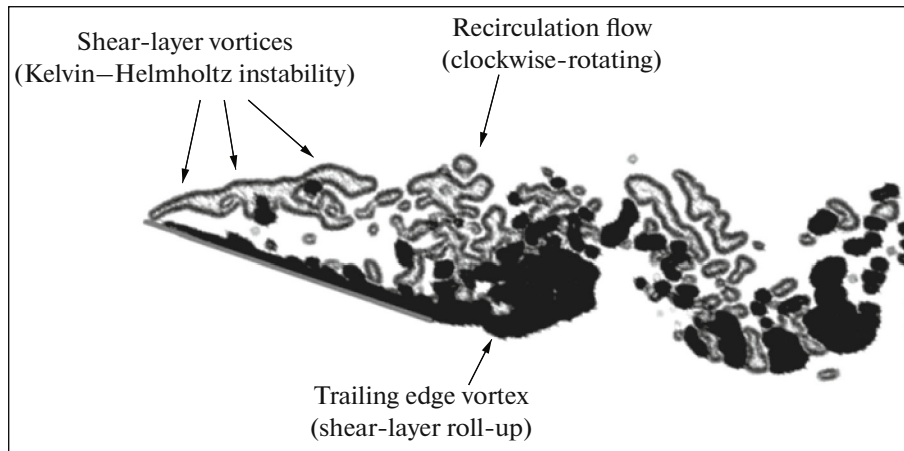 Shear-layer vortices
(Kelvin–Helmholtz instability)
Recirculation flow
(clockwise-rotating)
Trailing edge vortex
(shear-layer roll-up)